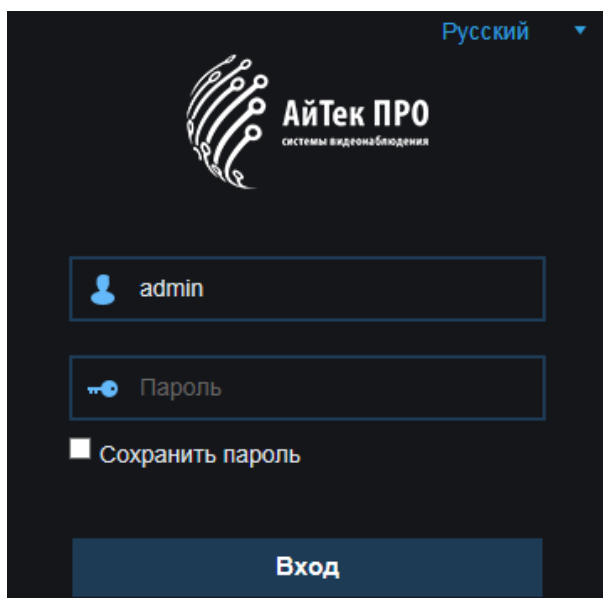 Русский
АйТек ПРО
системы видеонаблюдения
admin
Пароль
Сохранить пароль
Вход